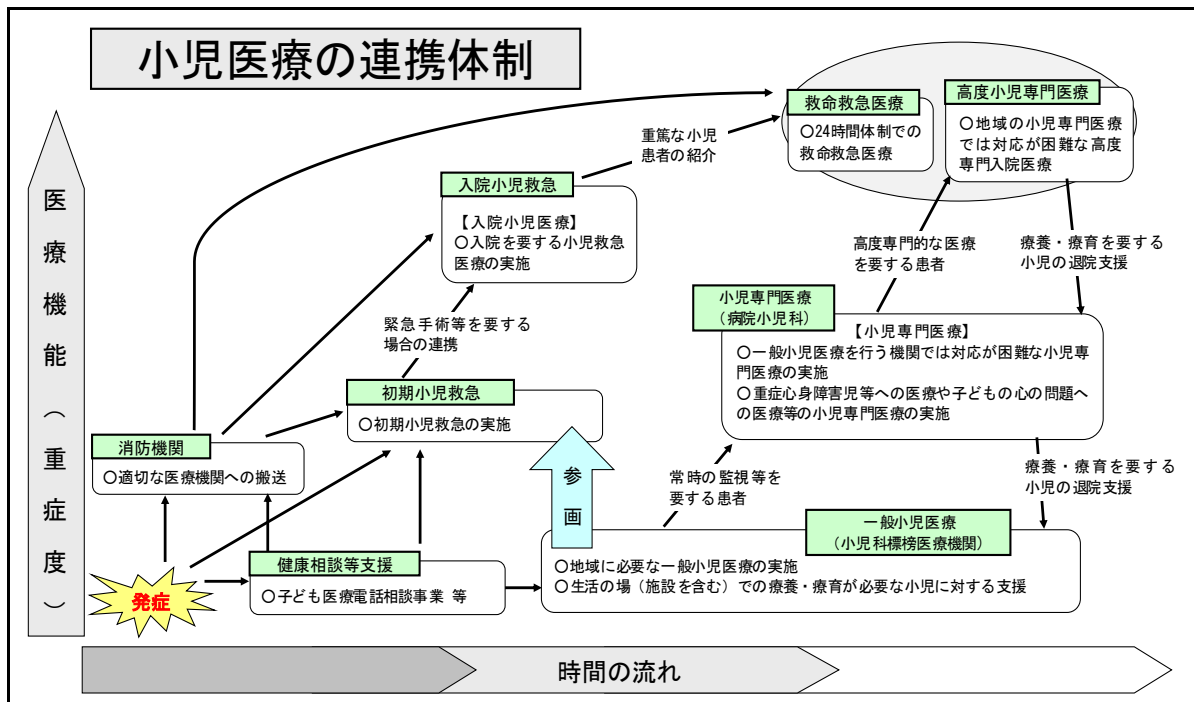 小児医療の連携体制
医療機能（重症度）
救命救急医療
○24時間体制での
救命救急医療
高度小児専門医療
○地域の小児専門医療
では対応が困難な高度
専門入院医療
重篤な小児
患者の紹介
入院小児救急
【入院小児医療】
○入院を要する小児救急
医療の実施
高度専門的な医療
を要する患者
療養・療育を要する
小児の退院支援
小児専門医療
（病院小児科）
【小児専門医療】
○一般小児医療を行う機関では対応が困難な小児専
門医療の実施
○重症心身障害児等への医療や子どもの心の問題へ
の医療等の小児専門医療の実施
緊急手術等を要する
場合の連携
初期小児救急
○初期小児救急の実施
消防機関
○適切な医療機関への搬送
参画
常時の監視等を
要する患者
療養・療育を要する
小児の退院支援
一般小児医療
（小児科標榜医療機関）
○地域に必要な一般小児医療の実施
○生活の場（施設を含む）での療養・療育が必要な小児に対する支援
健康相談等支援
○子ども医療電話相談事業 等
発症
時間の流れ